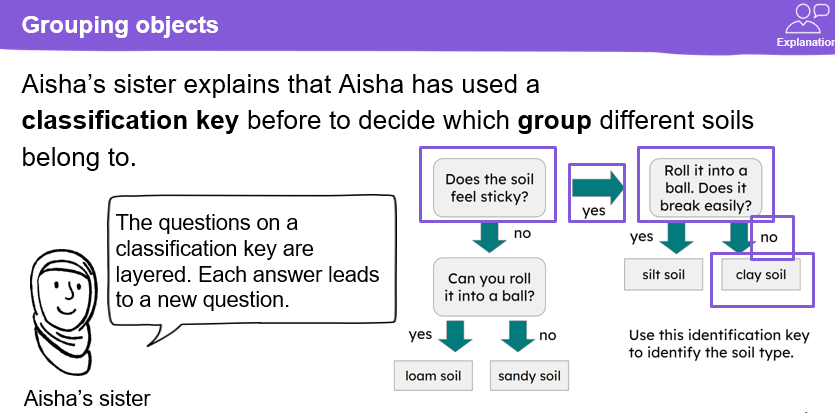 Grouping objects
Explanation
Aisha’s sister explains that Aisha has used a
classification key before to decide which group different soils
belong to.
The questions on a
classification key are
layered. Each answer leads
to a new question.
Aisha’s sister
Does the soil
feel sticky?
yes
Roll it into a
ball. Does it
break easily?
no
Can you roll
it into a ball?
yes
no
loam soil
sandy soil
yes
no
silt soil
clay soil
Use this identification key
to identify the soil type.